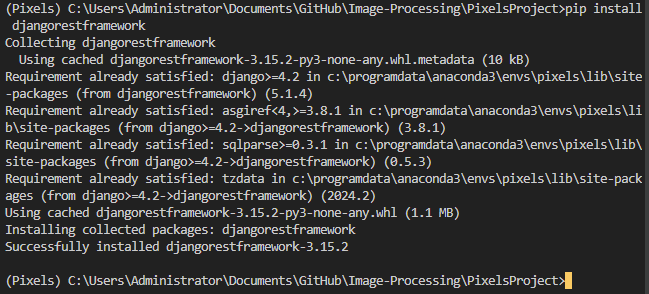 (Pixels) C:\Users\Administrator\Documents\GitHub\Image-Processing\PixelsProject>pip install
 djangorestframework
Collecting djangorestframework
  Using cached djangorestframework-3.15.2-py3-none-any.whl.metadata (10 kB)
Requirement already satisfied: django>=4.2 in c:\programdata\anaconda3\envs\pixels\lib\site
-packages (from djangorestframework) (5.1.4)
Requirement already satisfied: asgiref<4,>=3.8.1 in c:\programdata\anaconda3\envs\pixels\li
b\site-packages (from django>=4.2->djangorestframework) (3.8.1)
Requirement already satisfied: sqlparse>=0.3.1 in c:\programdata\anaconda3\envs\pixels\lib\
site-packages (from django>=4.2->djangorestframework) (0.5.3)
Requirement already satisfied: tzdata in c:\programdata\anaconda3\envs\pixels\lib\site-pack
ages (from django>=4.2->djangorestframework) (2024.2)
Using cached djangorestframework-3.15.2-py3-none-any.whl (1.1 MB)
Installing collected packages: djangorestframework
Successfully installed djangorestframework-3.15.2
(Pixels) C:\Users\Administrator\Documents\GitHub\Image-Processing\PixelsProject>